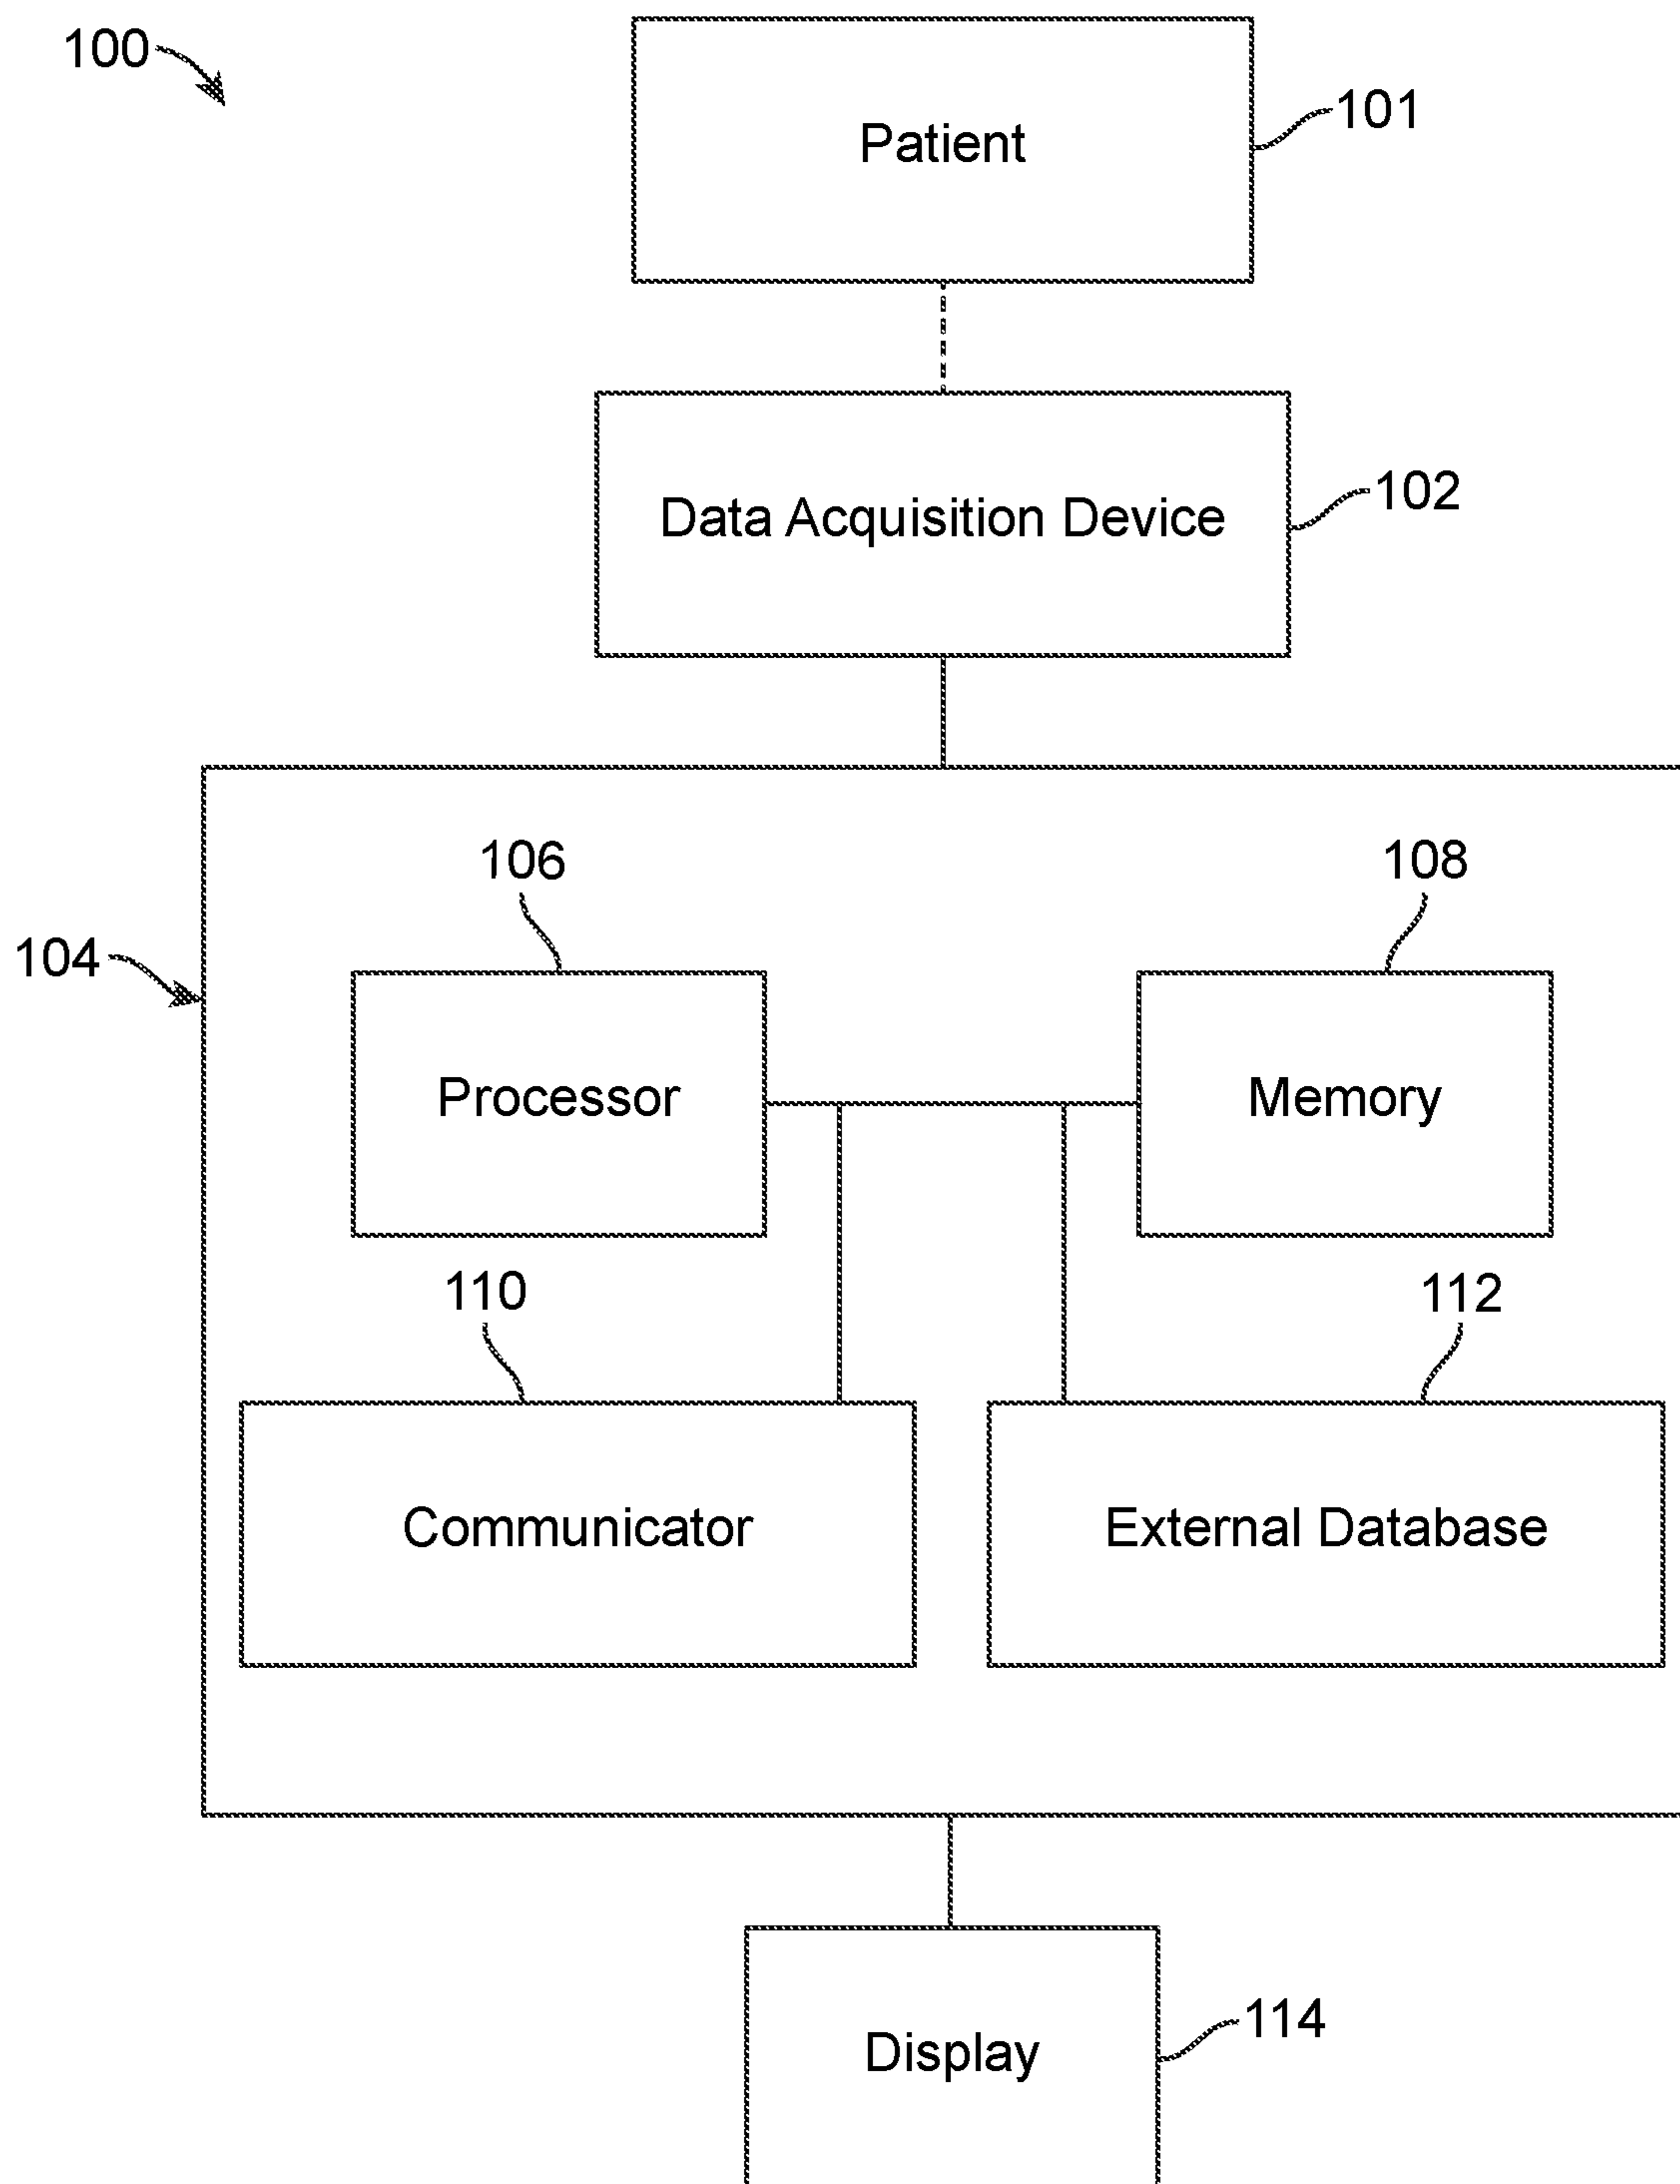 100
Patient
101
Data Acquisition Device
102
106
108
104
Processor
Memory
110
112
Communicator
External Database
Display
114